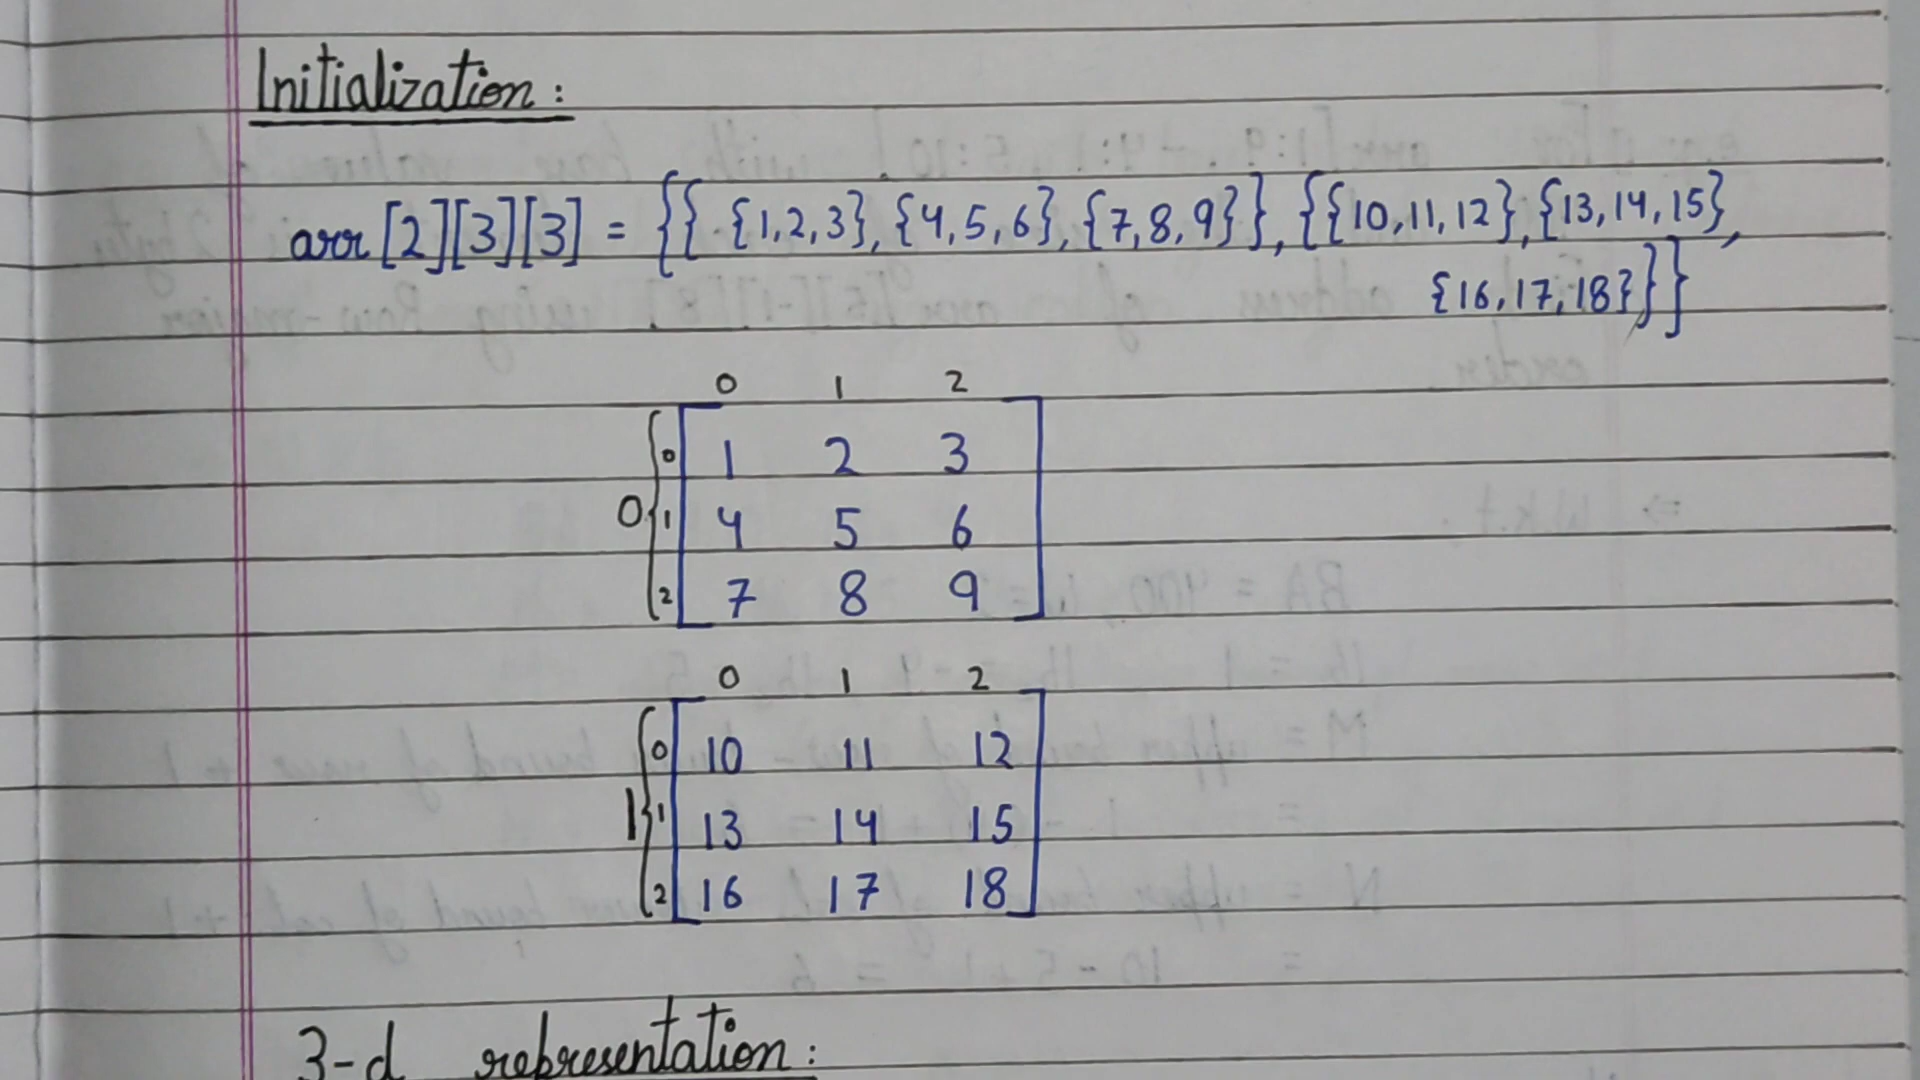 Initialization:
arr[2][3][3] = {{ {1,2,3}, {4,5,6}, {7,8,9}}, {{10,11,12}, {13,14,15},
{16,17,18}}}
0 1 2
0 1 2 3
0 1 4 5 6
2 7 8 9
0 1 2
0 10 11 12
1 1 13 14 15
2 16 17 18
3-d representation: